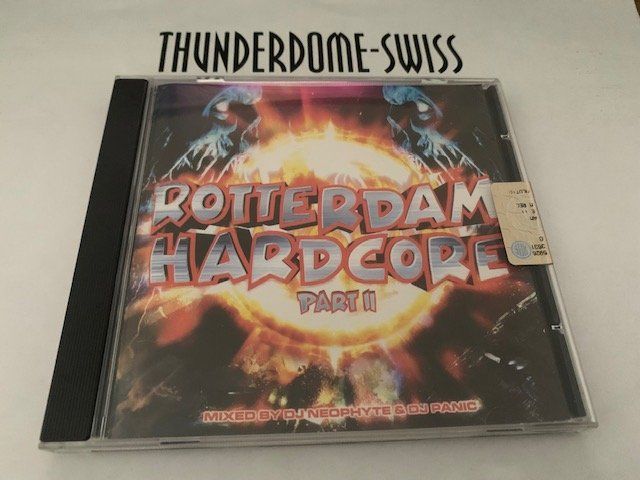 THUNDERDOME-SWISS
ROTTERDAM
HARDCORE
PART II
MIXED BY DJ NEOPHYTE & DJ PANIC